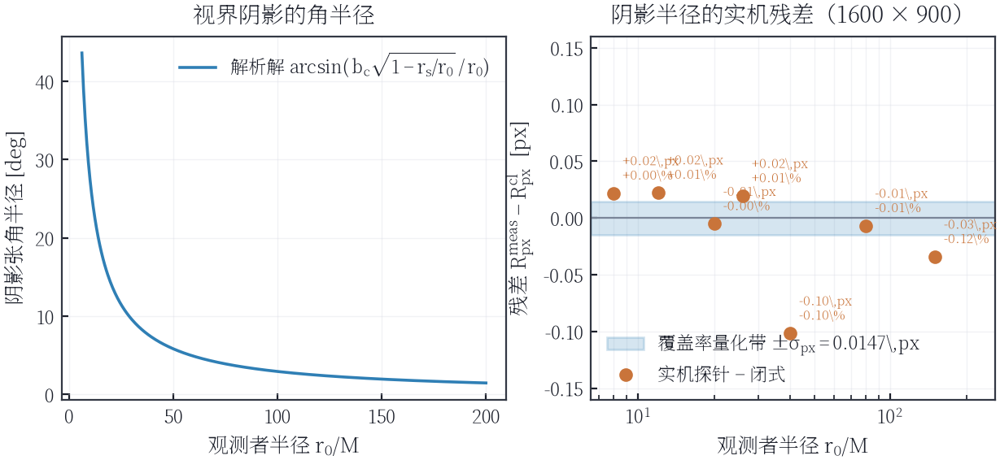 视界阴影的角半径
解析解 arcsin(b_c√1 − r_s/r_0 / r_0)
阴影张角半径 [deg]
40
30
20
10
0
0
50
100
150
200
观测者半径 r_0/M
阴影半径的实机残差（1600 × 900）
残差 R_px^meas − R_px^cl [px]
0.15
0.10
0.05
0.00
-0.05
-0.10
-0.15
+0.02\,px
+0.00\%
+0.02\,px
+0.01\%
-0.01\,px
-0.00\%
+0.02\,px
+0.01\%
-0.10\,px
-0.10\%
-0.01\,px
-0.01\%
-0.03\,px
-0.12\%
覆盖率量化带 ±σ_px = 0.0147\,px
实机探针 − 闭式
10^1
10^2
观测者半径 r_0/M